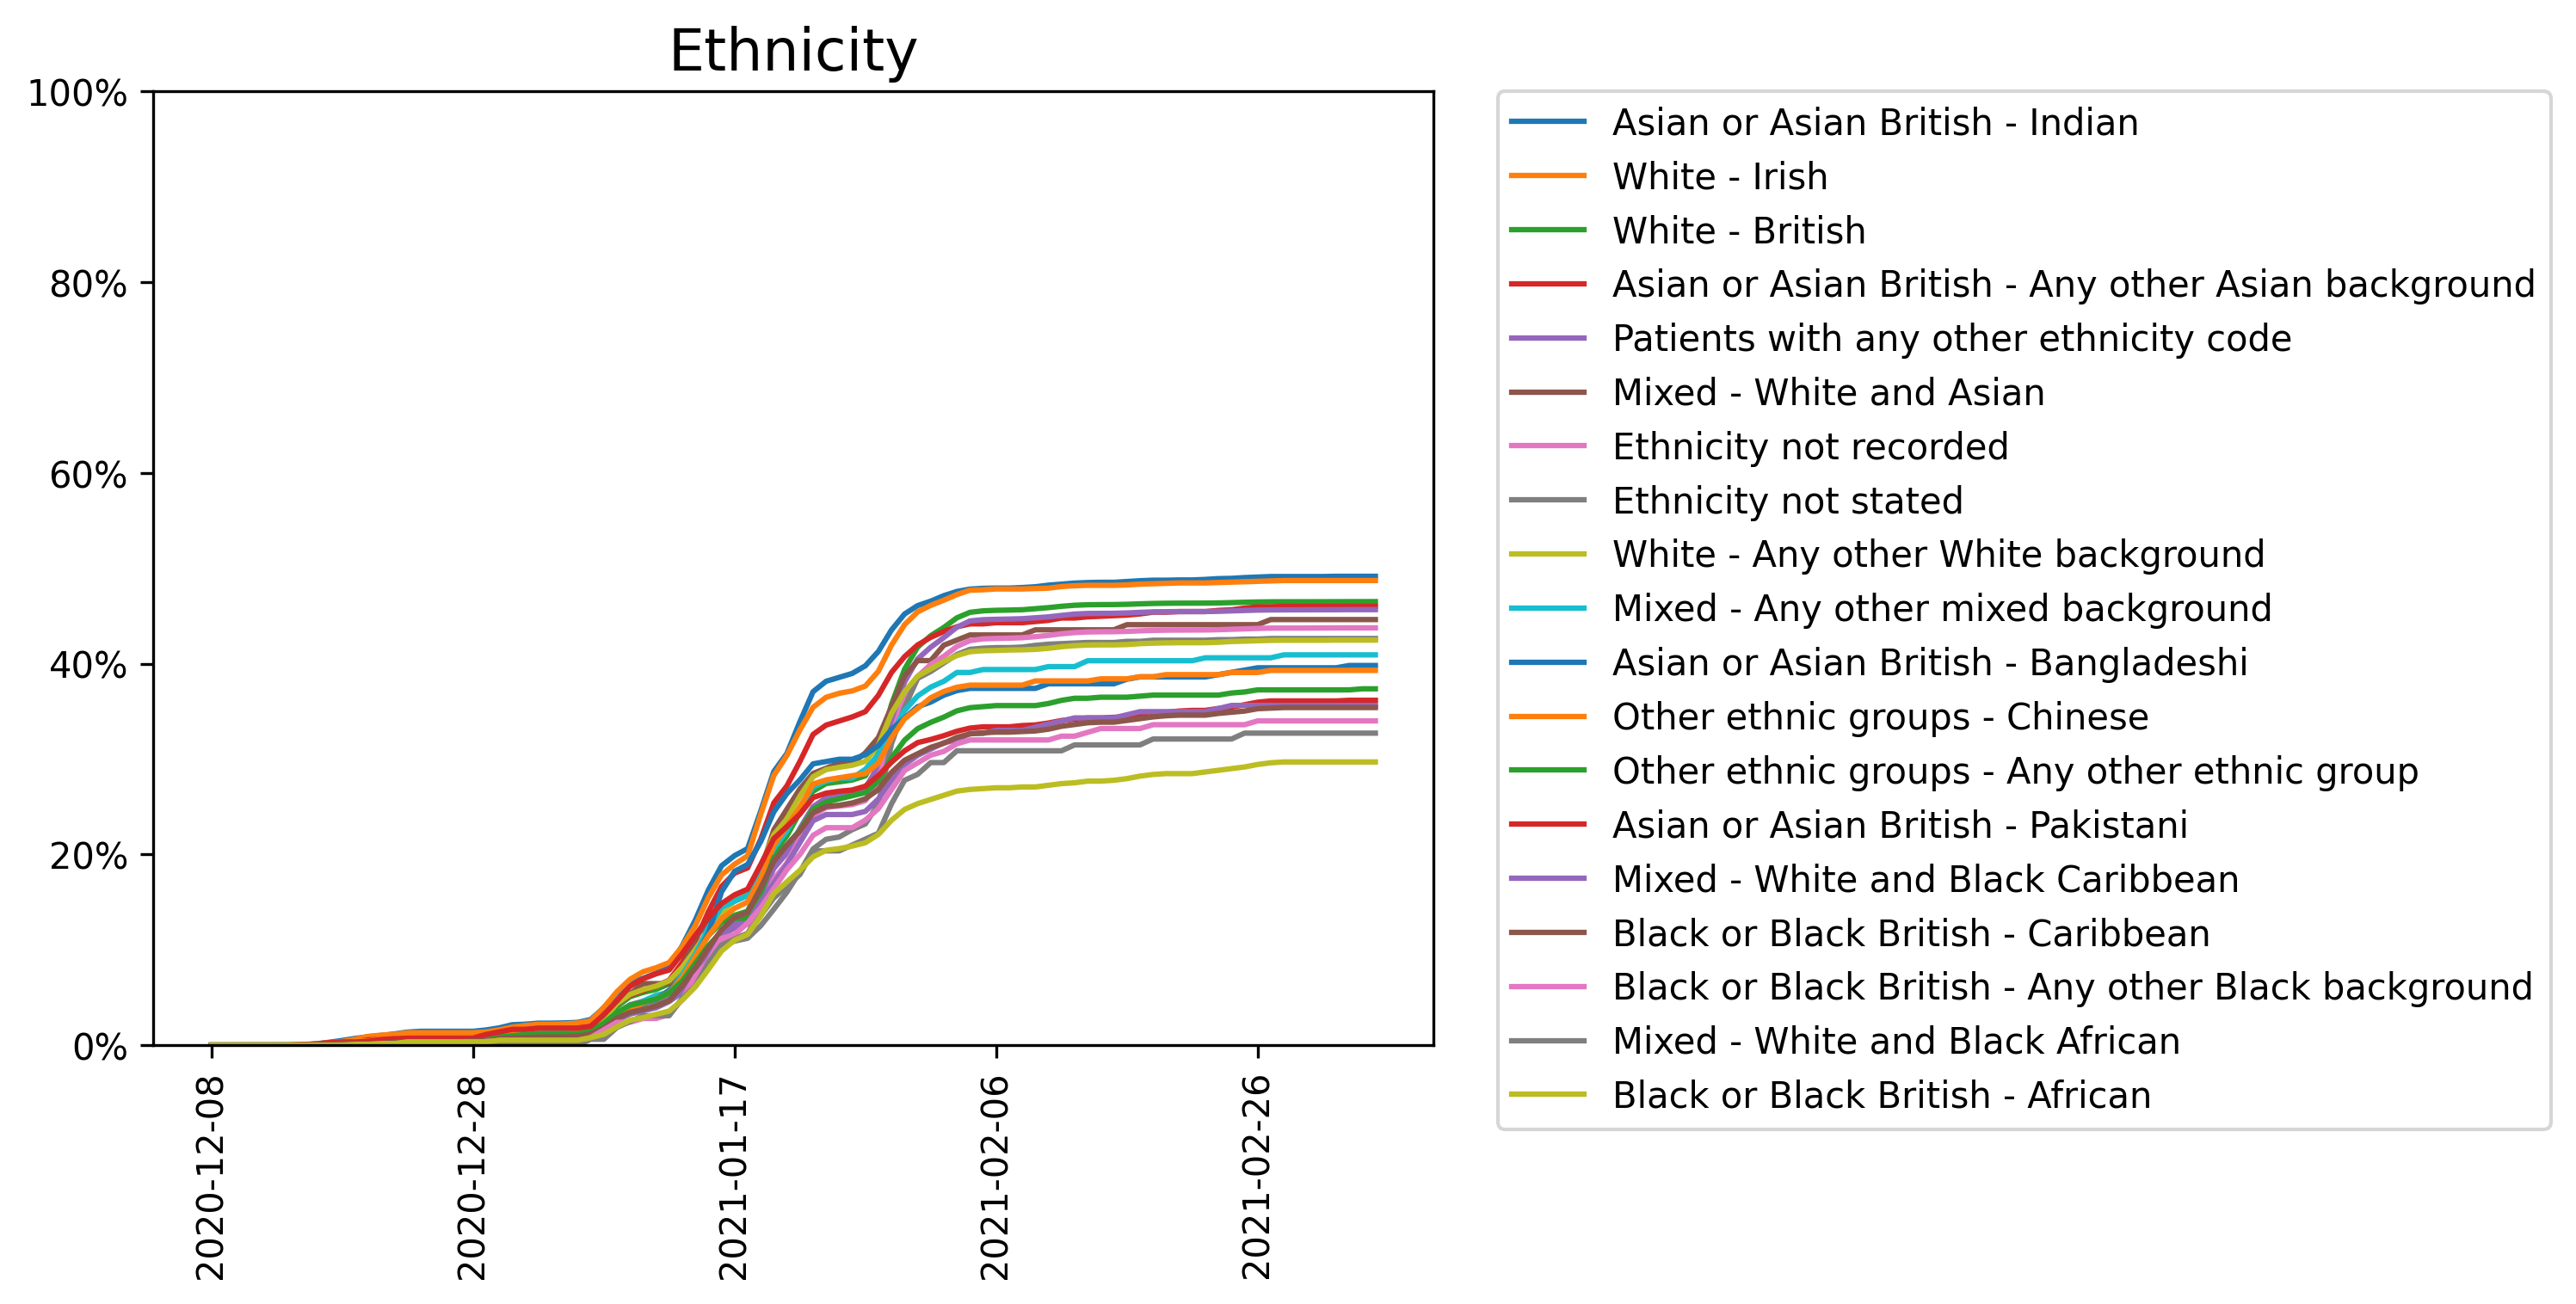 Ethnicity
100%
80%
60%
40%
20%
0%
2020-12-08
2020-12-28
2021-01-17
2021-02-06
2021-02-26
Asian or Asian British - Indian
White - Irish
White - British
Asian or Asian British - Any other Asian background
Patients with any other ethnicity code
Mixed - White and Asian
Ethnicity not recorded
Ethnicity not stated
White - Any other White background
Mixed - Any other mixed background
Asian or Asian British - Bangladeshi
Other ethnic groups - Chinese
Other ethnic groups - Any other ethnic group
Asian or Asian British - Pakistani
Mixed - White and Black Caribbean
Black or Black British - Caribbean
Black or Black British - Any other Black background
Mixed - White and Black African
Black or Black British - African